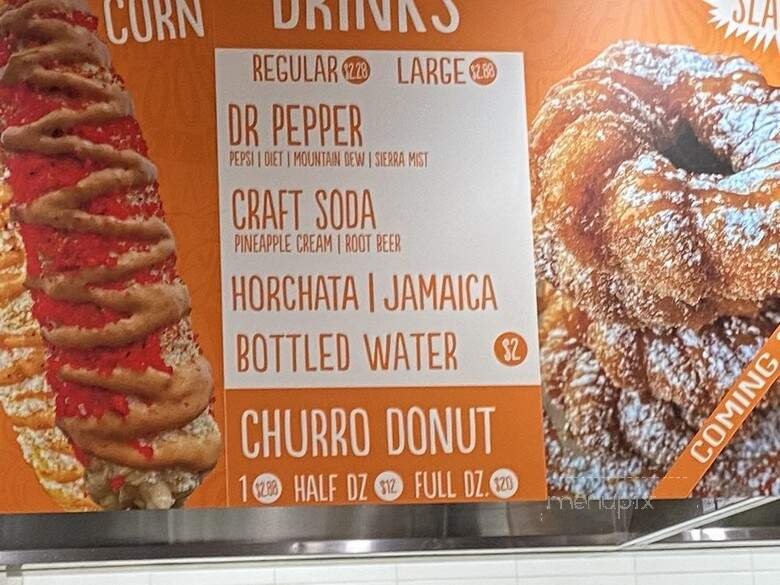 CORN
DRINKS
REGULAR $2.28 LARGE $2.88
DR PEPPER
PEPSI | DIET | MOUNTAIN DEW | SIERRA MIST
CRAFT SODA
PINEAPPLE CREAM | ROOT BEER
HORCHATA | JAMAICA
BOTTLED WATER $2
CHURRO DONUT
1 $2.88 HALF DZ $12 FULL DZ. $20
COMING
menupix